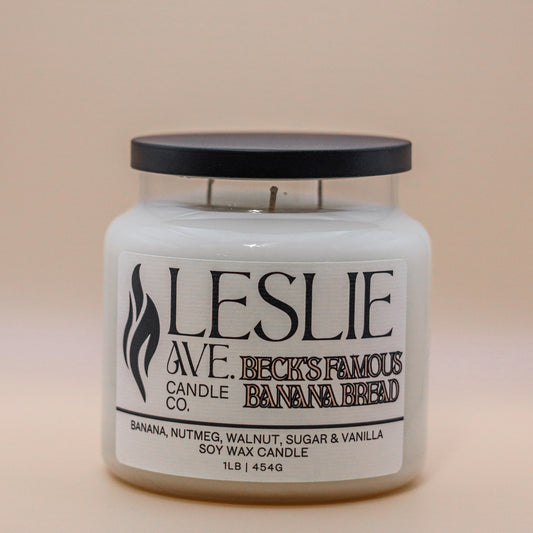 LESLIE
AVE.
CANDLE
CO.
BECK'S FAMOUS
BANANA BREAD
BANANA, NUTMEG, WALNUT, SUGAR & VANILLA
SOY WAX CANDLE
1LB | 454G